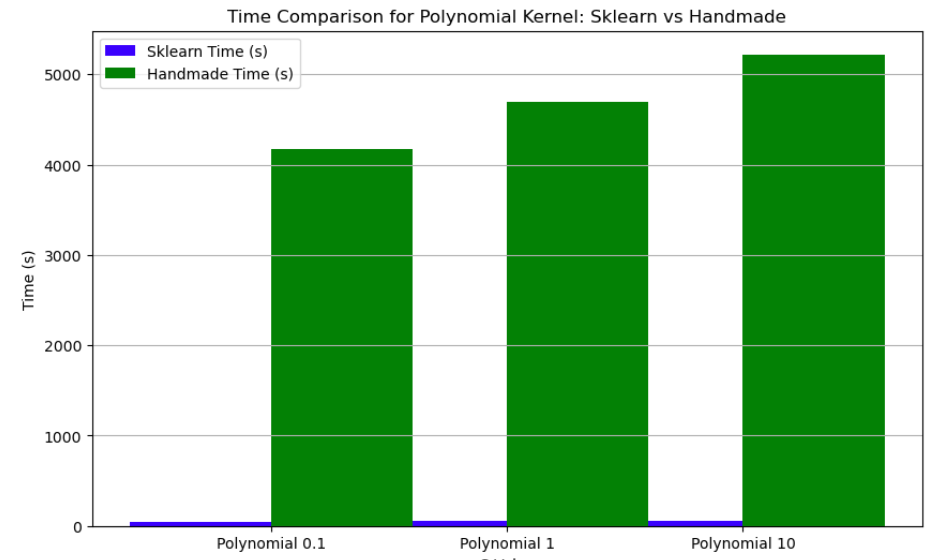 Time Comparison for Polynomial Kernel: Sklearn vs Handmade
Sklearn Time (s)
Handmade Time (s)
5000
4000
3000
2000
1000
0
Time (s)
Polynomial 0.1
Polynomial 1
Polynomial 10